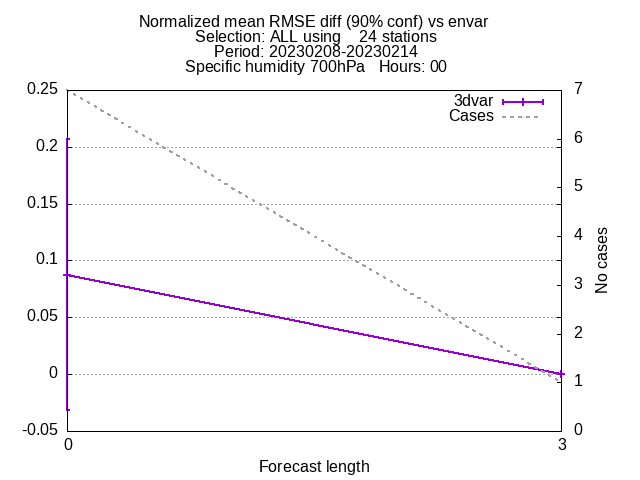 Normalized mean RMSE diff (90% conf) vs envar
Selection: ALL using    24 stations
Period: 20230208-20230214
Specific humidity 700hPa   Hours: 00
3dvar
Cases
0.25
0.2
0.15
0.1
0.05
0
-0.05
7
6
5
4
3
2
1
0
No cases
0
3
Forecast length